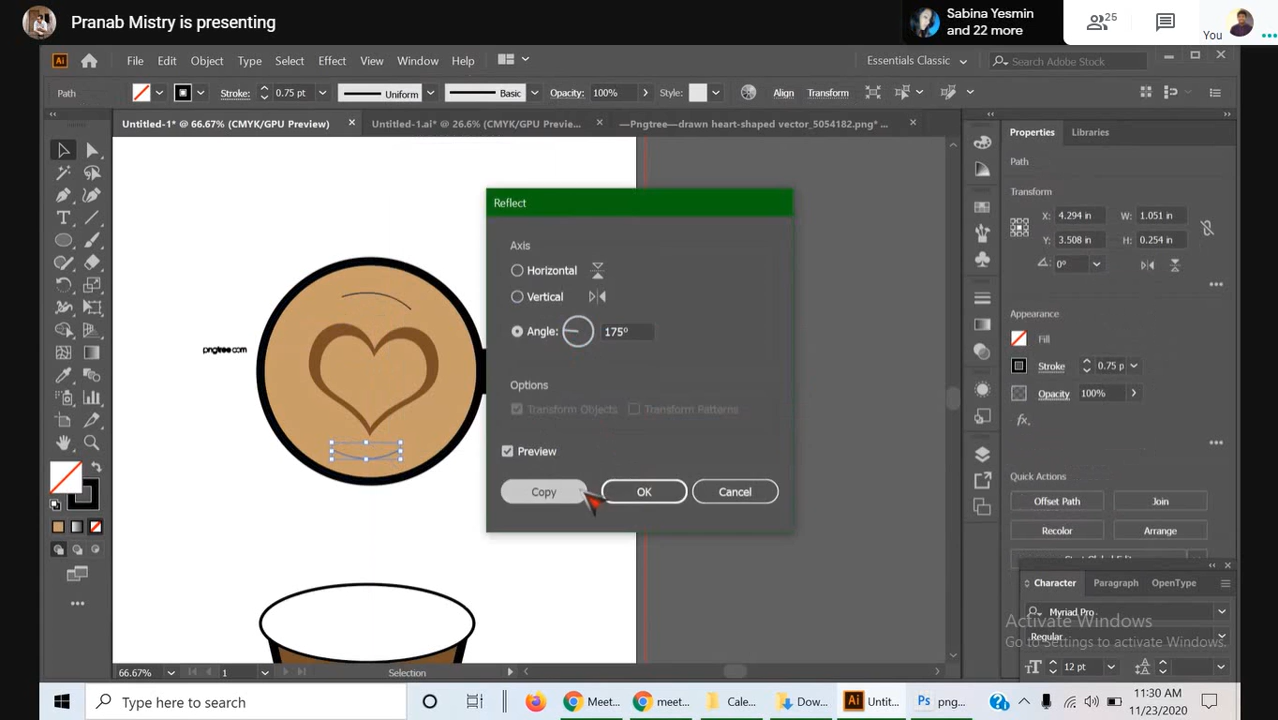 Pranab Mistry is presenting
Sabina Yesmin
and 22 more
25
You
Ai
File Edit Object Type Select Effect View Window Help
Essentials Classic
Search Adobe Stock
Path
Stroke: 0.75 pt
Uniform
Basic
Opacity: 100%
Style:
Align
Transform
Untitled-1* @ 66.67% (CMYK/GPU Preview)
Untitled-1.ai* @ 26.6% (CMYK/GPU Previe...
—Pngtree—drawn heart-shaped vector_5054182.png* ...
Properties
Libraries
Path
Transform
X: 4.294 in
W: 1.051 in
Y: 3.508 in
H: 0.254 in
0°
Appearance
Fill
Stroke 0.75 p
Opacity 100%
fx.
Quick Actions
Offset Path
Join
Recolor
Arrange
Start Global Edit
Character
Paragraph
OpenType
Myriad Pro
Regular
12 pt
Reflect
Axis
Horizontal
Vertical
Angle: 175°
Options
Transform Objects
Transform Patterns
Preview
Copy
OK
Cancel
pngtree.com
Activate Windows
Go to Settings to activate Windows.
66.67%
1
Selection
Type here to search
Meet...
meet...
Cale...
Dow...
Ai Untit...
Ps png...
11:30 AM
11/23/2020